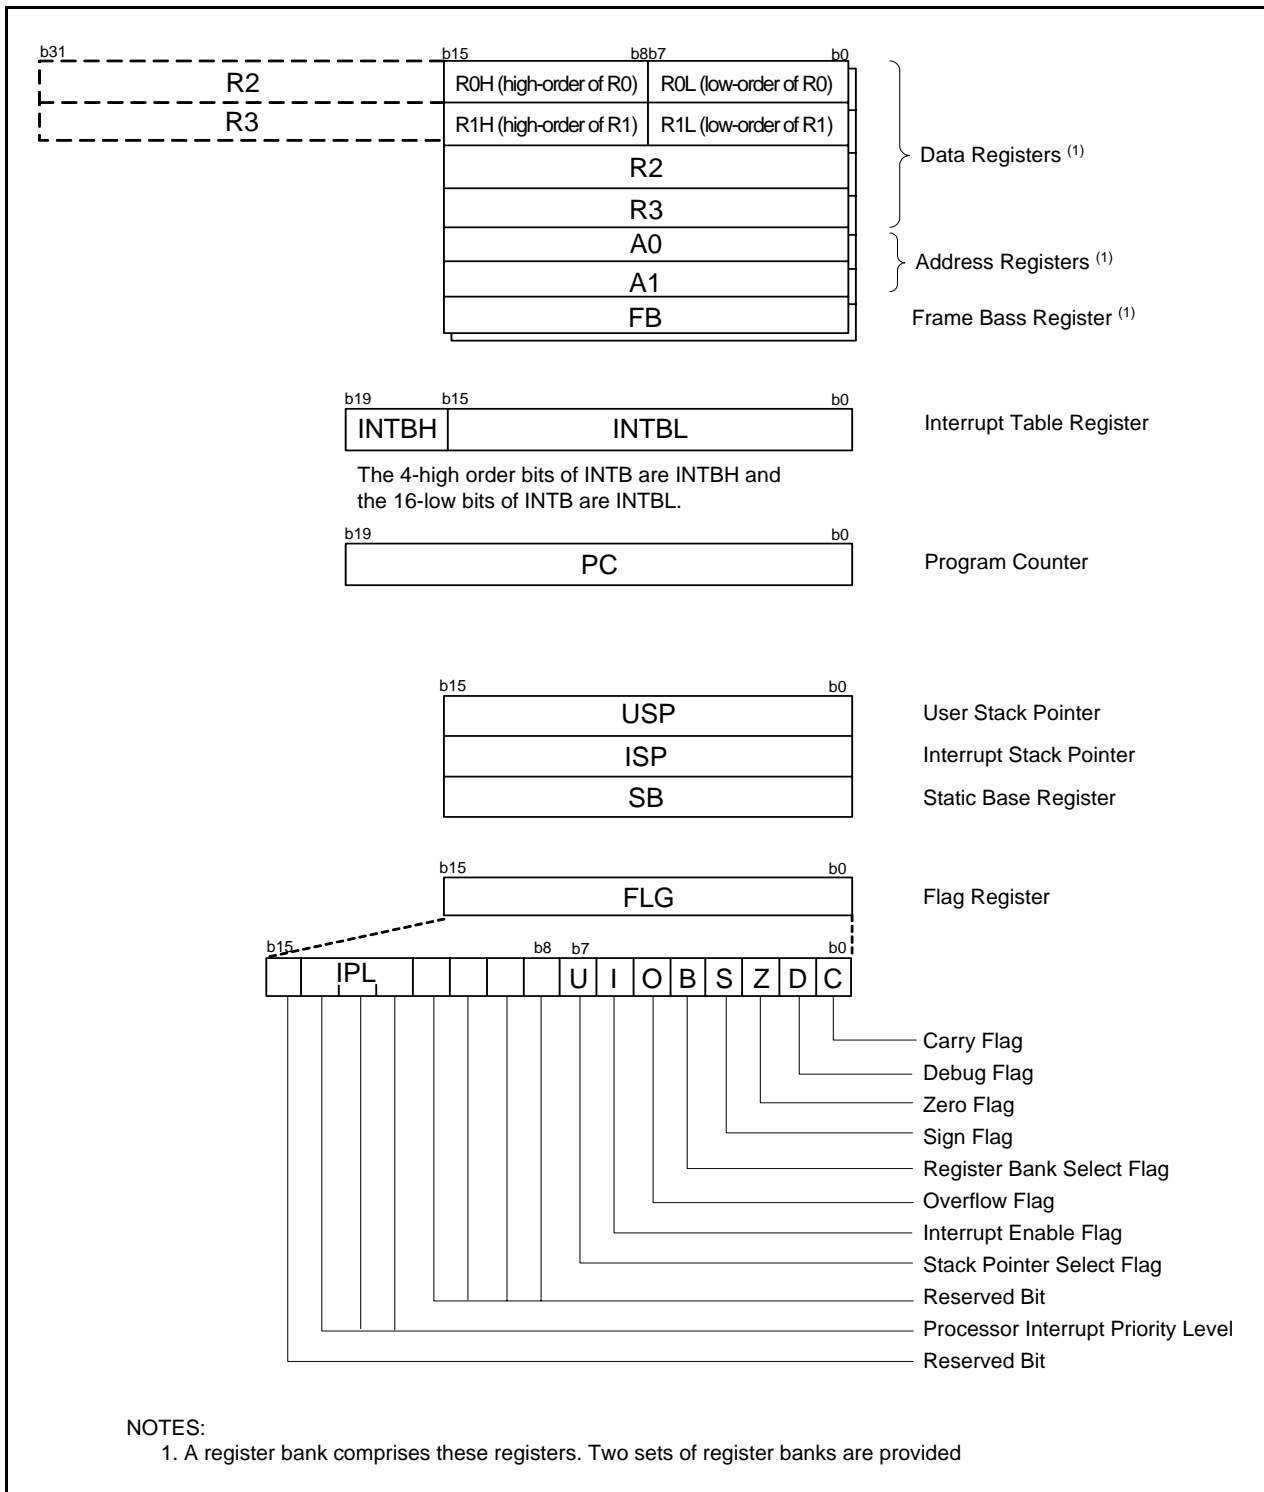 b31 b15 b8b7 b0
R2 R0H (high-order of R0) R0L (low-order of R0)
R3 R1H (high-order of R1) R1L (low-order of R1)
R2
R3
Data Registers (1)
A0
A1
Address Registers (1)
FB Frame Bass Register (1)
b19 b15 b0
INTBH INTBL Interrupt Table Register
The 4-high order bits of INTB are INTBH and
the 16-low bits of INTB are INTBL.
b19 b0
PC Program Counter
b15 b0
USP User Stack Pointer
ISP Interrupt Stack Pointer
SB Static Base Register
b15 b0
FLG Flag Register
b15 b8 b7 b0
IPL U I O B S Z D C
Carry Flag
Debug Flag
Zero Flag
Sign Flag
Register Bank Select Flag
Overflow Flag
Interrupt Enable Flag
Stack Pointer Select Flag
Reserved Bit
Processor Interrupt Priority Level
Reserved Bit
NOTES:
1. A register bank comprises these registers. Two sets of register banks are provided